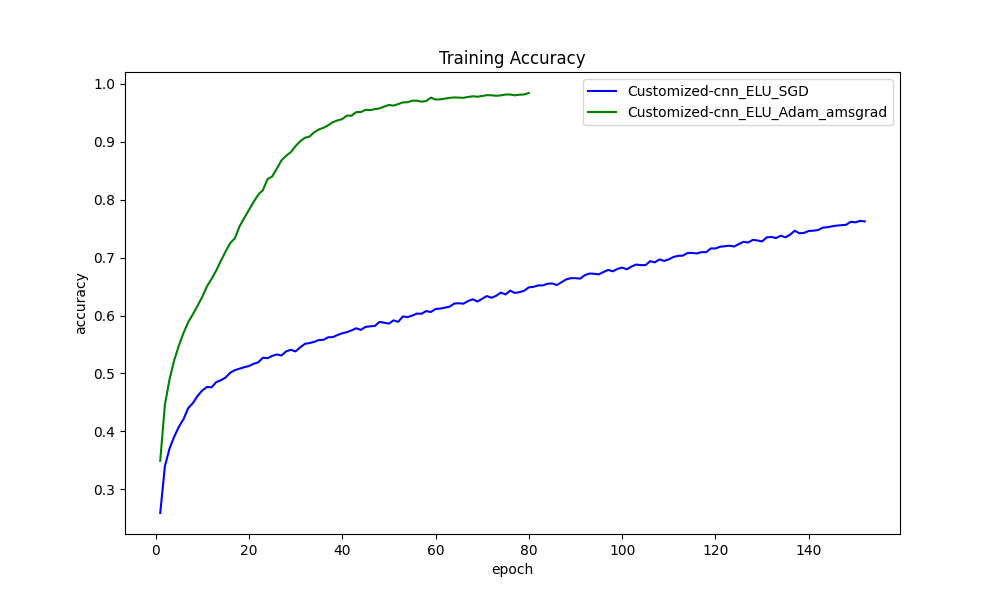 Training Accuracy
Customized-cnn_ELU_SGD
Customized-cnn_ELU_Adam_amsgrad
accuracy
1.0
0.9
0.8
0.7
0.6
0.5
0.4
0.3
0 20 40 60 80 100 120 140
epoch